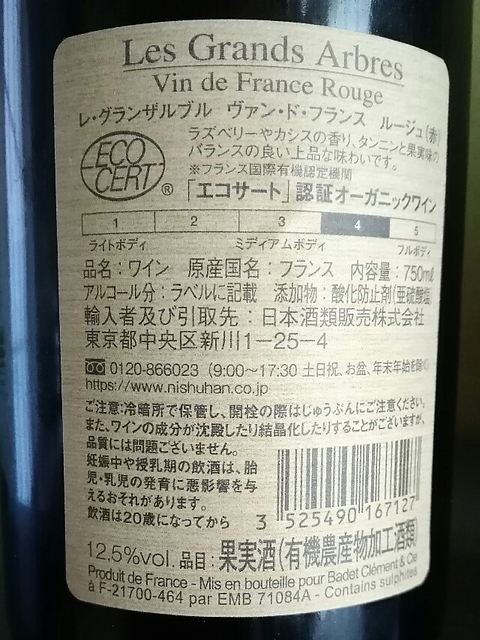 Les Grands Arbres
Vin de France Rouge
レ・グランザルブル ヴァン・ド・フランス ルージュ(赤)
ラズベリーやカシスの香り、タンニンと果実味の
バランスの良い上品な味わいです。
※フランス国際有機認定機関
ECO
CERT
®
「エコサート」認証オーガニックワイン
1 2 3 4 5
ライトボディ ミディアムボディ フルボディ
品名:ワイン 原産国名:フランス 内容量:750ml
アルコール分:ラベルに記載 添加物:酸化防止剤(亜硫酸塩)
輸入者及び引取先:日本酒類販売株式会社
東京都中央区新川1-25-4
0120-866023 (9:00〜17:30 土日祝、お盆、年末年始を除
https://www.nishuhan.co.jp
ご注意:冷暗所で保管し、開栓の際はじゅうぶんにご注意ください。
また、ワインの成分が沈殿したり結晶化したりすることがございますが、
品質には問題ございません。
妊娠中や授乳期の飲酒は、胎
児・乳児の発育に悪影響を与
えるおそれがあります。
飲酒は20歳になってから
3 525490 167127
12.5%vol. 品目:果実酒(有機農産物加工酒類)
Produit de France - Mis en bouteille pour Badet Clément & Cie
à F-21700-464 par EMB 71084A - Contains sulphites